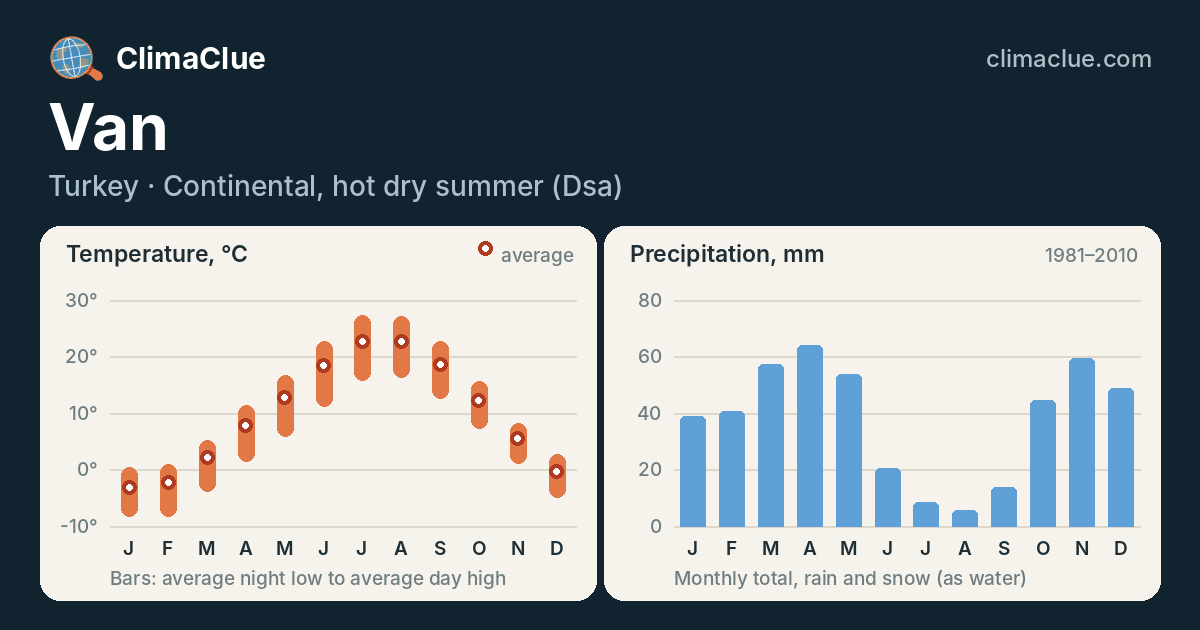 ClimaClue
climaclue.com
Van
Turkey · Continental, hot dry summer (Dsa)
Temperature, °C
average
30°
20°
10°
0°
-10°
J F M A M J J A S O N D
Bars: average night low to average day high
Precipitation, mm
1981–2010
80
60
40
20
0
J F M A M J J A S O N D
Monthly total, rain and snow (as water)